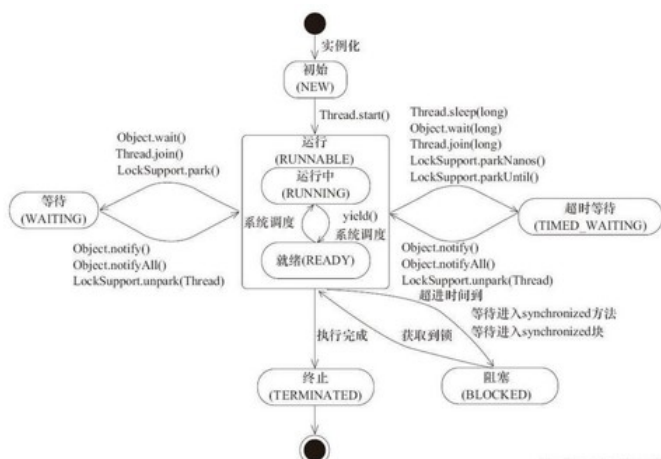 实例化
初始
(NEW)
Thread.start()
Object.wait()
Thread.join()
LockSupport.park()
Thread.sleep(long)
Object.wait(long)
Thread.join(long)
LockSupport.parkNanos()
LockSupport.parkUntil()
运行
(RUNNABLE)
运行中
(RUNNING)
系统调度
yield()
系统调度
就绪(READY)
等待
(WAITING)
超时等待
(TIMED_WAITING)
Object.notify()
Object.notifyAll()
LockSupport.unpark(Thread)
Object.notify()
Object.notifyAll()
LockSupport.unpark(Thread)
超进时间到
等待进入synchronized方法
等待进入synchronized块
获取到锁
执行完成
终止
(TERMINATED)
阻塞
(BLOCKED)